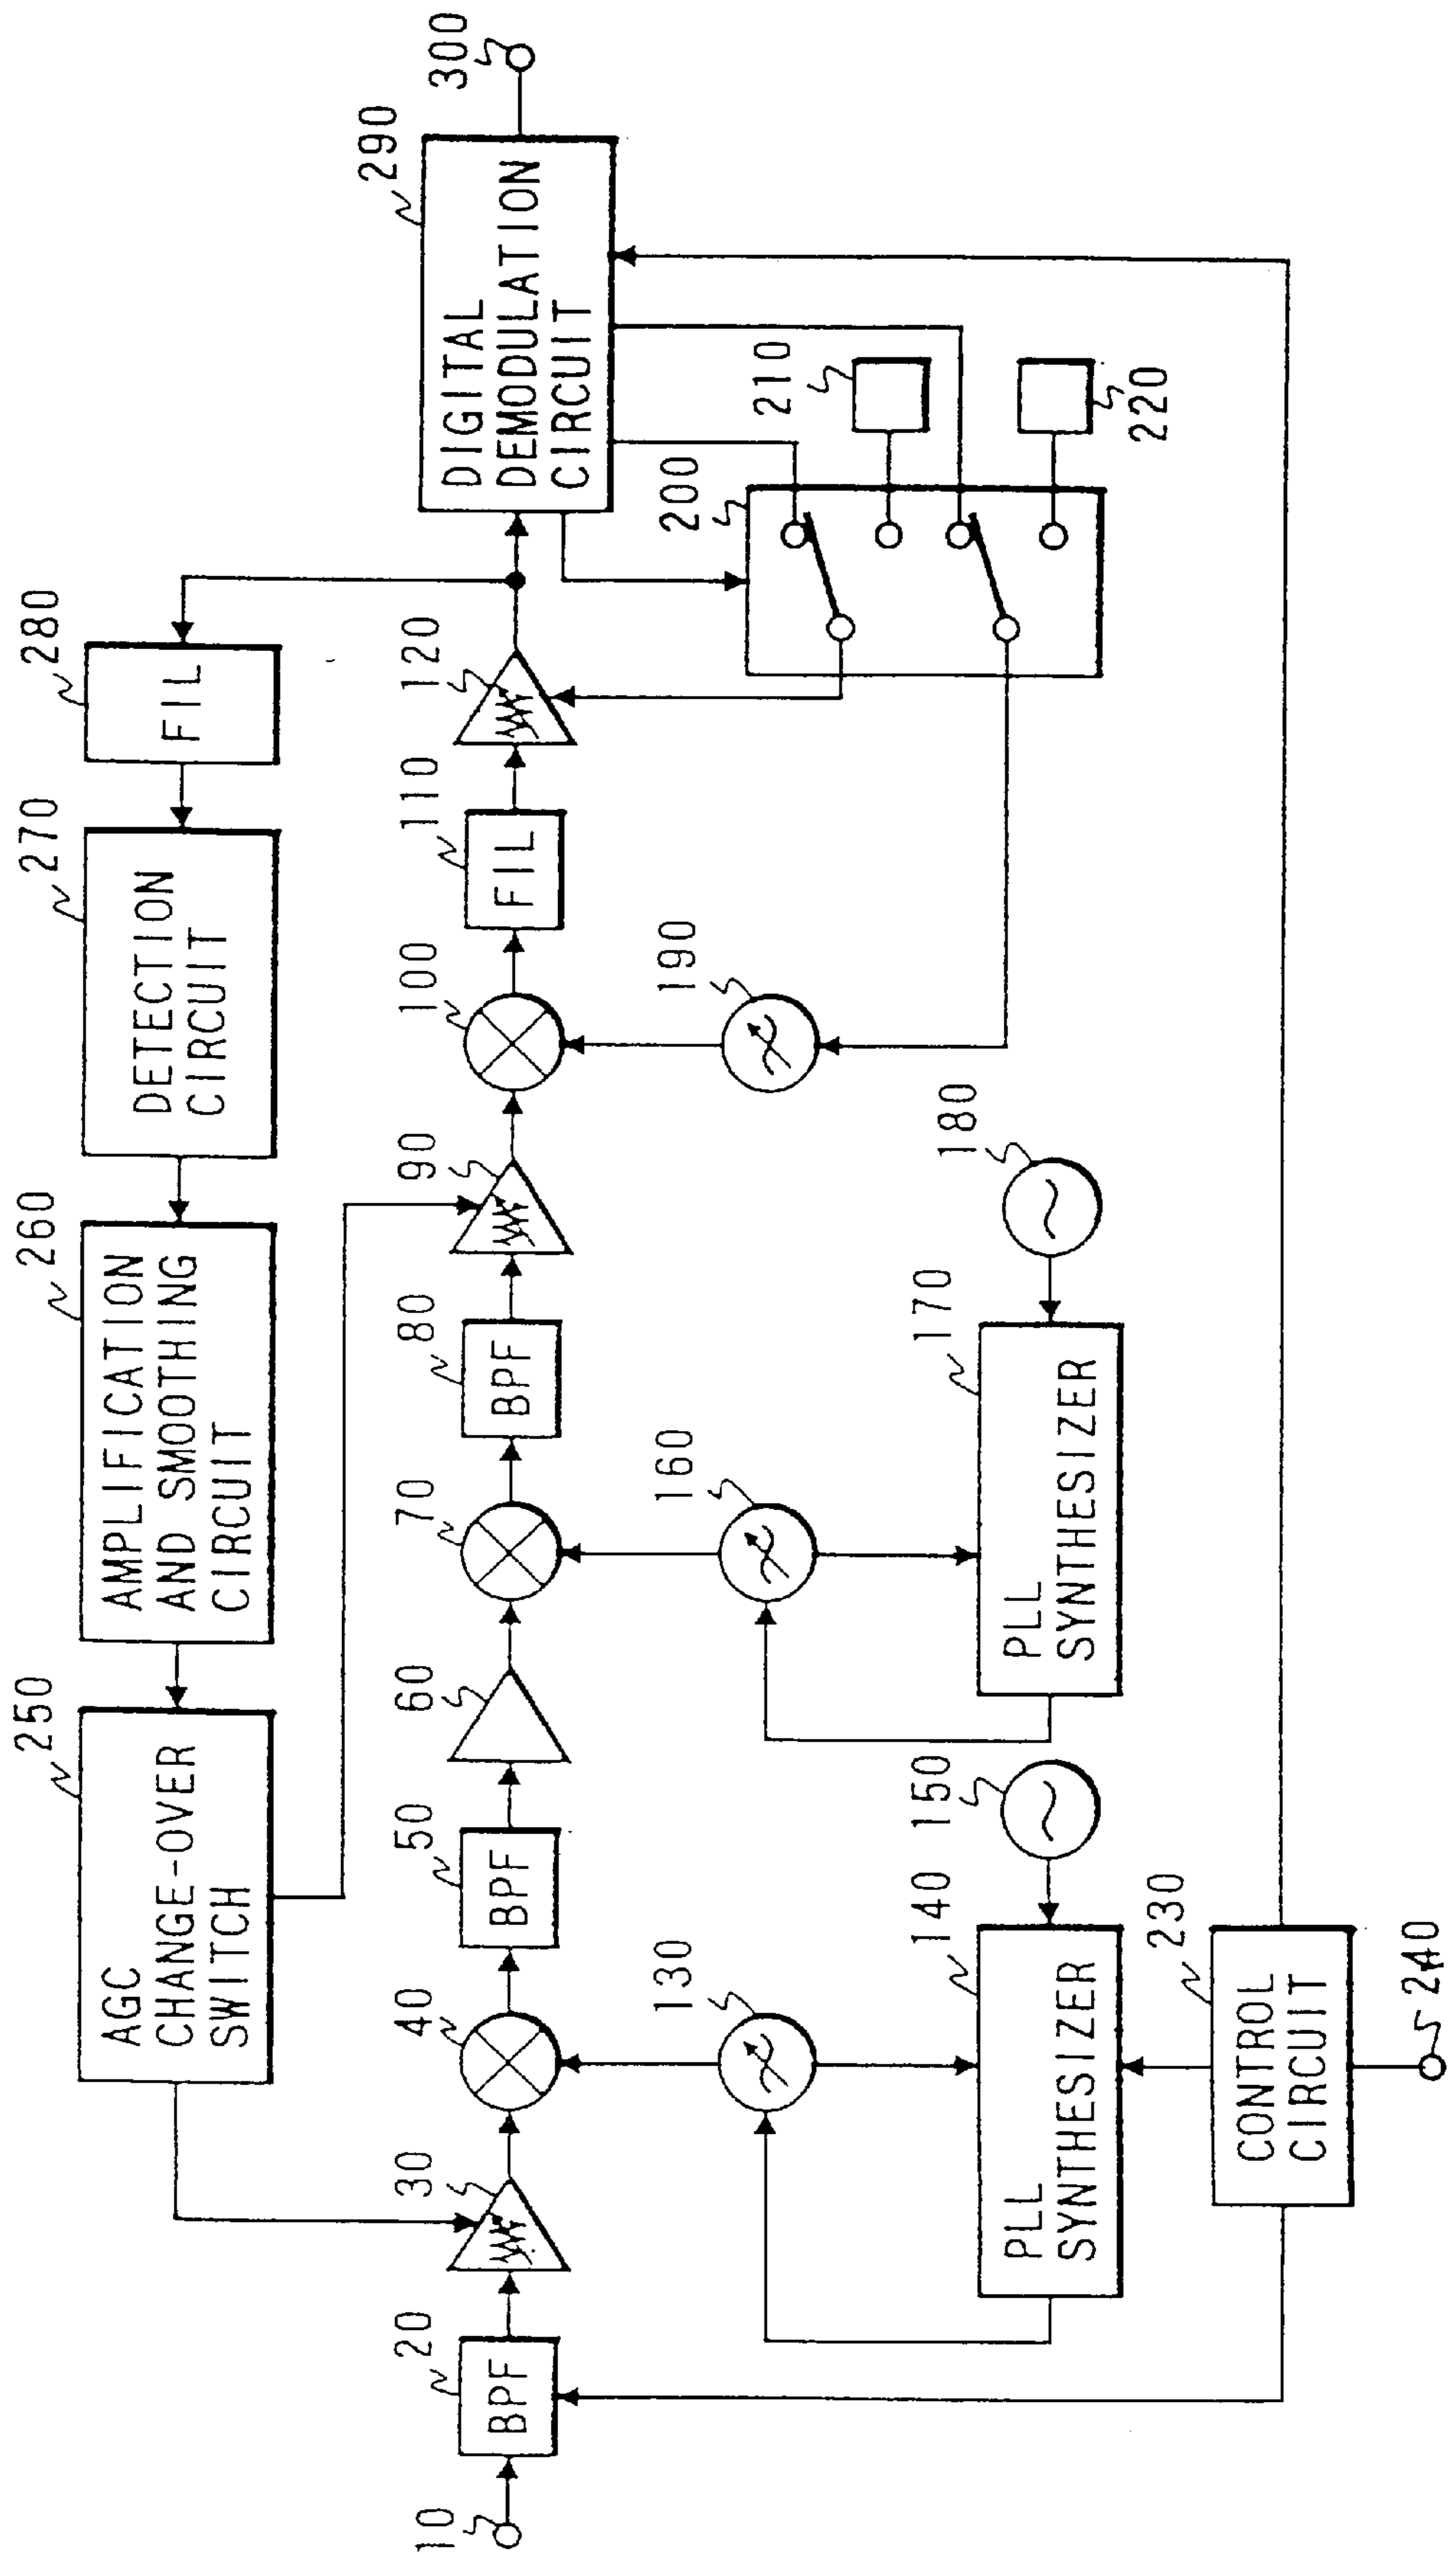 250
AGC
CHANGE-OVER
SWITCH
260
AMPLIFICATION
AND SMOOTHING
CIRCUIT
270
DETECTION
CIRCUIT
280
FIL
10
20
BPF
30
40
50
BPF
60
70
80
BPF
90
100
110
FIL
120
290
DIGITAL
DEMODULATION
CIRCUIT
300
130
160
190
200
210
220
140
PLL
SYNTHESIZER
150
170
PLL
SYNTHESIZER
180
230
CONTROL
CIRCUIT
240